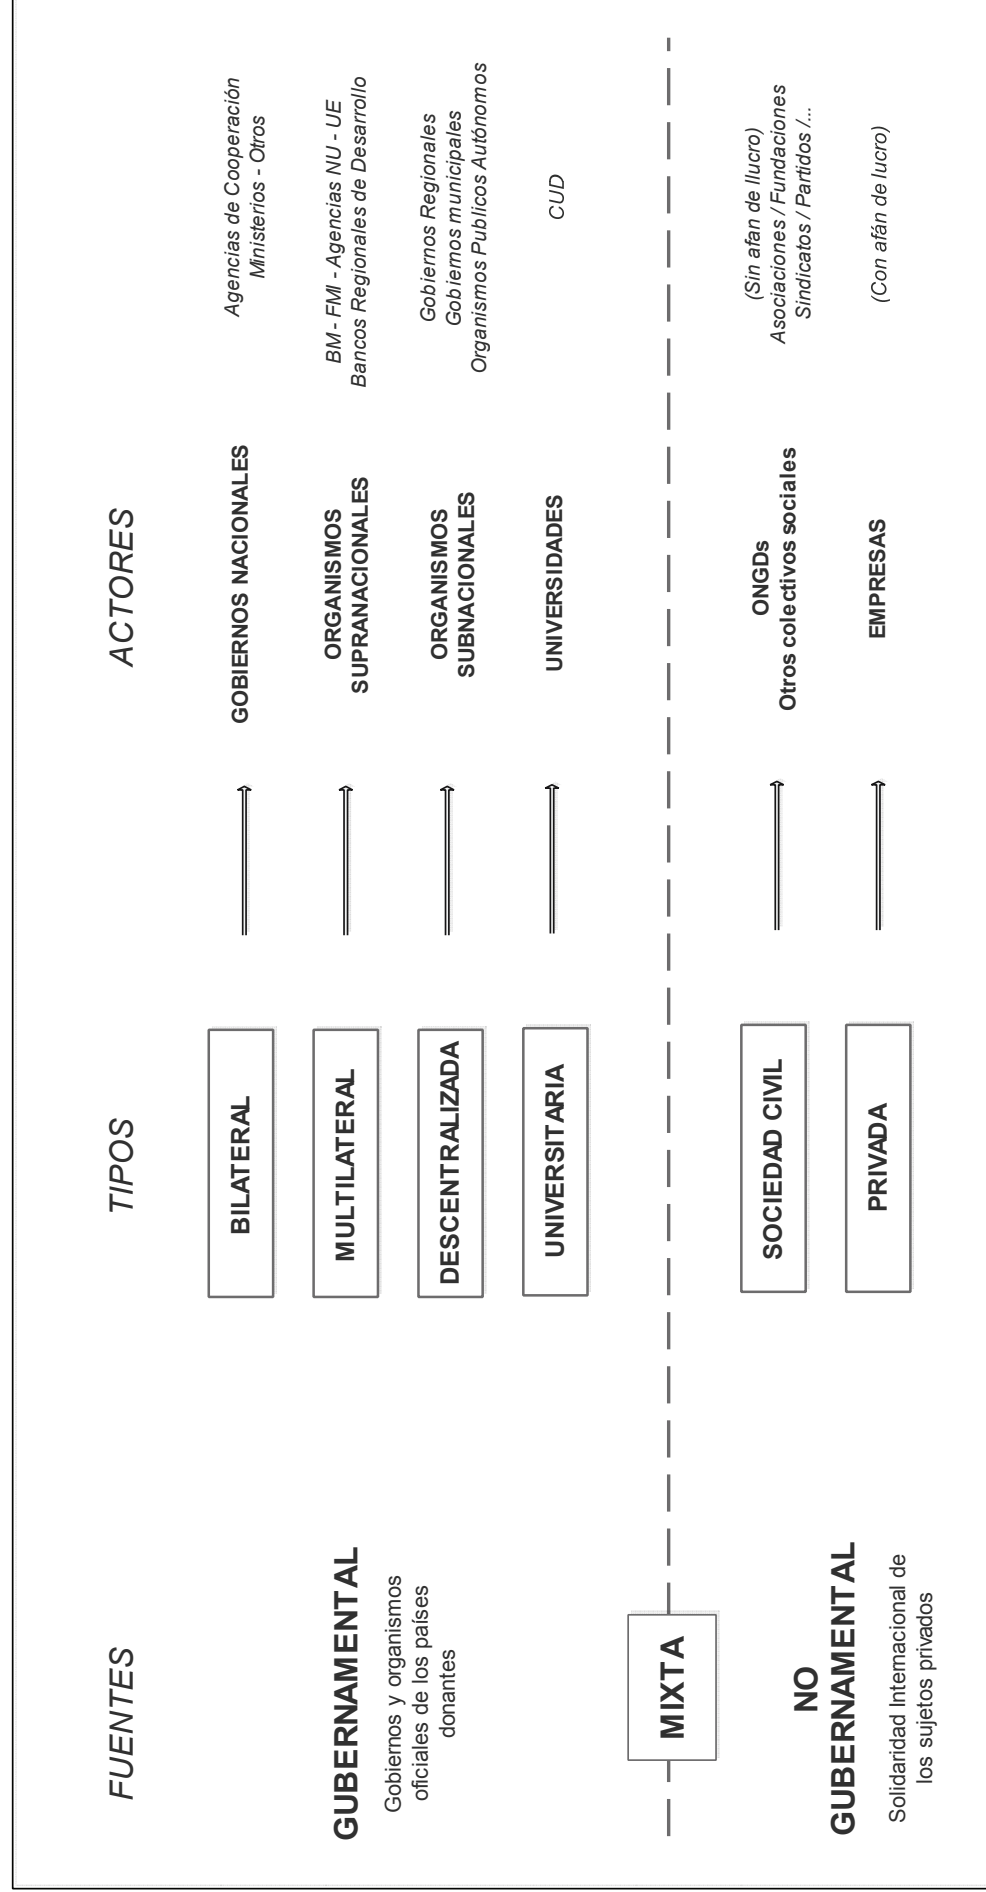 FUENTES
TIPOS
ACTORES
GUBERNAMENTAL
Gobiernos y organismos
oficiales de los países
donantes
BILATERAL
GOBIERNOS NACIONALES
Agencias de Cooperación
Ministerios - Otros
MULTILATERAL
ORGANISMOS
SUPRANACIONALES
BM - FMI - Agencias NU - UE
Bancos Regionales de Desarrollo
DESCENTRALIZADA
ORGANISMOS
SUBNACIONALES
Gobiernos Regionales
Gobiernos municipales
Organismos Publicos Autónomos
UNIVERSITARIA
UNIVERSIDADES
CUD
MIXTA
NO
GUBERNAMENTAL
Solidaridad Internacional de
los sujetos privados
SOCIEDAD CIVIL
ONGDs
Otros colectivos sociales
(Sin afan de llucro)
Asociaciones / Fundaciones
Sindicatos / Partidos /...
PRIVADA
EMPRESAS
(Con afán de lucro)